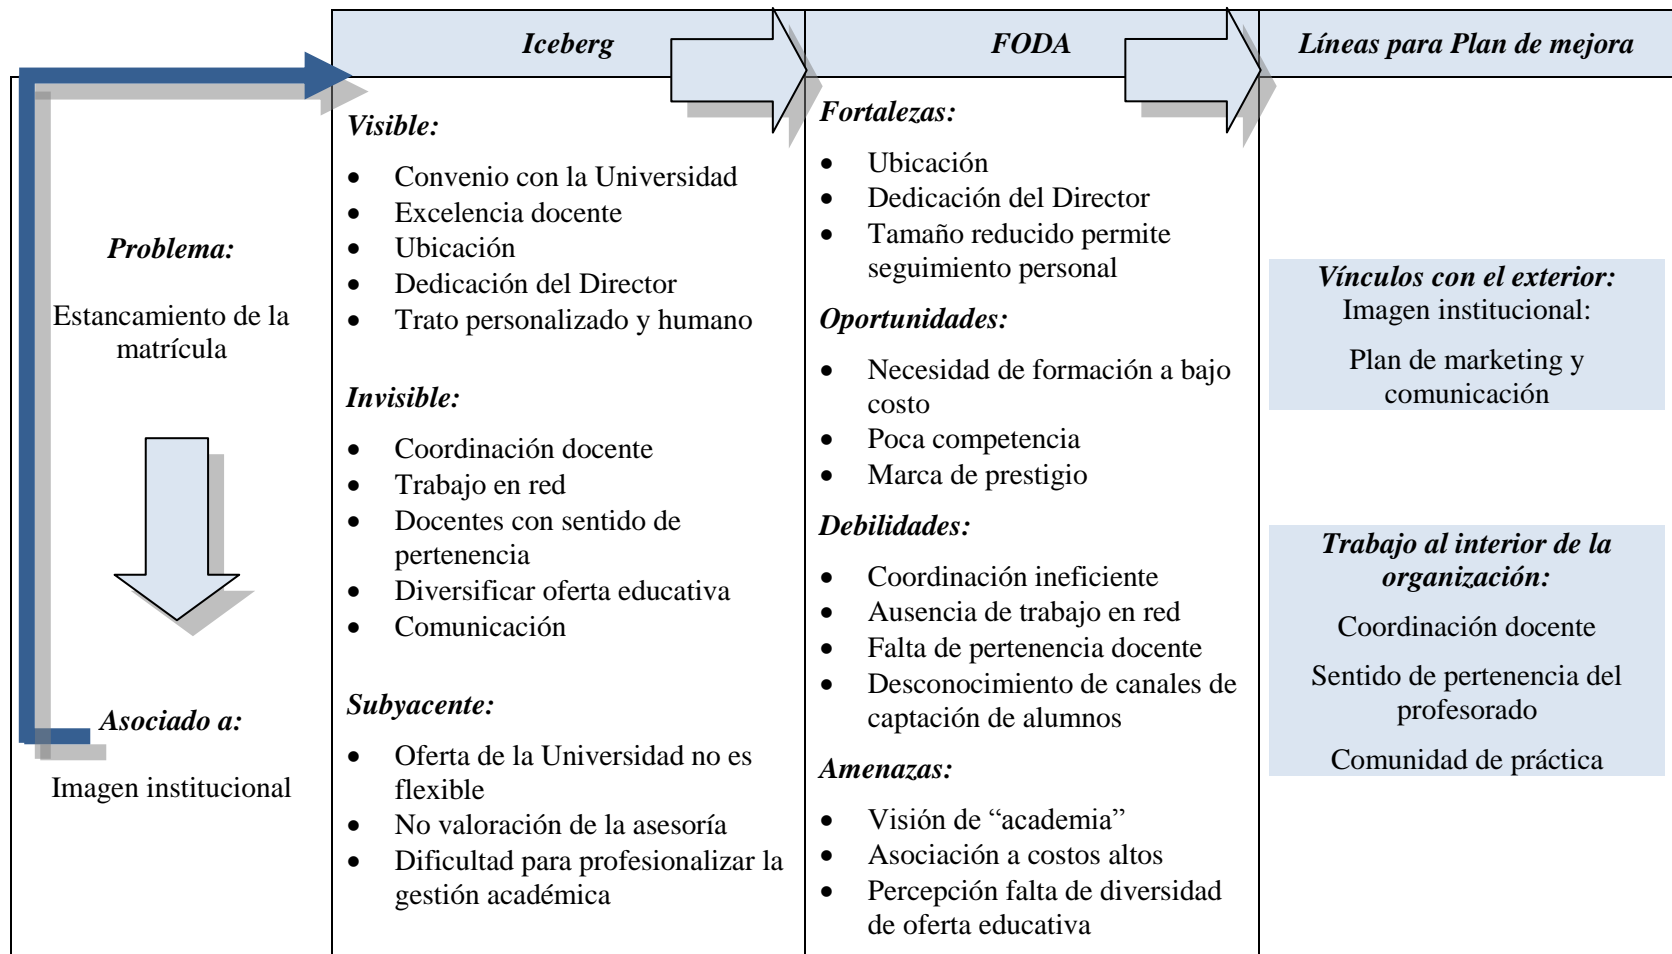 Iceberg
FODA
Líneas para Plan de mejora
Problema:
Estancamiento de la
matrícula
Asociado a:
Imagen institucional
Visible:
• Convenio con la Universidad
• Excelencia docente
• Ubicación
• Dedicación del Director
• Trato personalizado y humano
Invisible:
• Coordinación docente
• Trabajo en red
• Docentes con sentido de
pertenencia
• Diversificar oferta educativa
• Comunicación
Subyacente:
• Oferta de la Universidad no es
flexible
• No valoración de la asesoría
• Dificultad para profesionalizar la
gestión académica
Fortalezas:
• Ubicación
• Dedicación del Director
• Tamaño reducido permite
seguimiento personal
Oportunidades:
• Necesidad de formación a bajo
costo
• Poca competencia
• Marca de prestigio
Debilidades:
• Coordinación ineficiente
• Ausencia de trabajo en red
• Falta de pertenencia docente
• Desconocimiento de canales de
captación de alumnos
Amenazas:
• Visión de “academia”
• Asociación a costos altos
• Percepción falta de diversidad
de oferta educativa
Vínculos con el exterior:
Imagen institucional:
Plan de marketing y
comunicación
Trabajo al interior de la
organización:
Coordinación docente
Sentido de pertenencia del
profesorado
Comunidad de práctica